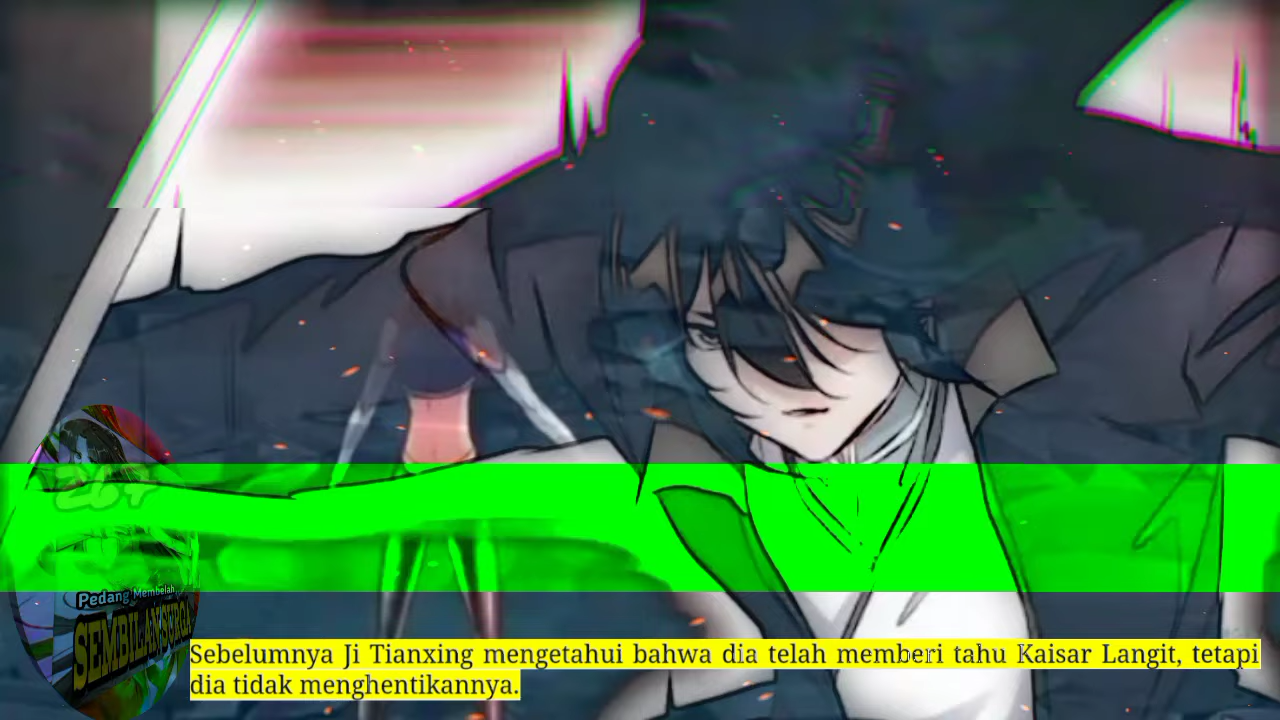 267
Pedang Membelah
SEMBILAN SURGA
Sebelumnya Ji Tianxing mengetahui bahwa dia telah memberi tahu Kaisar Langit, tetapi
dia tidak menghentikannya.